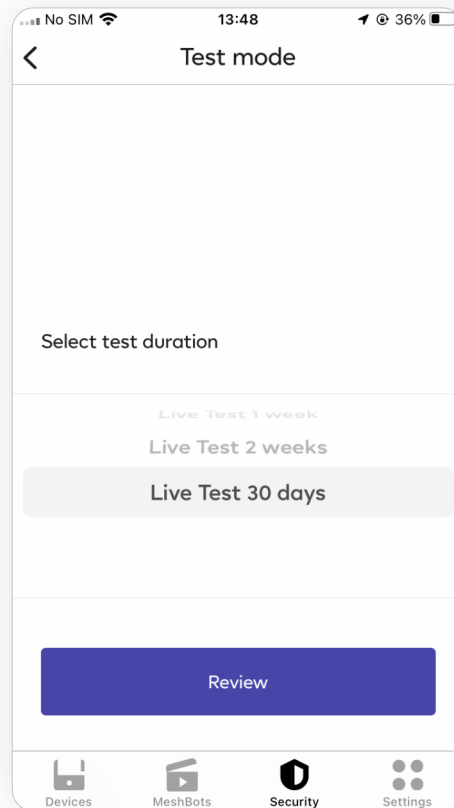 No SIM 13:48 36%
Test mode
Select test duration
Live Test 1 week
Live Test 2 weeks
Live Test 30 days
Review
Devices MeshBots Security Settings